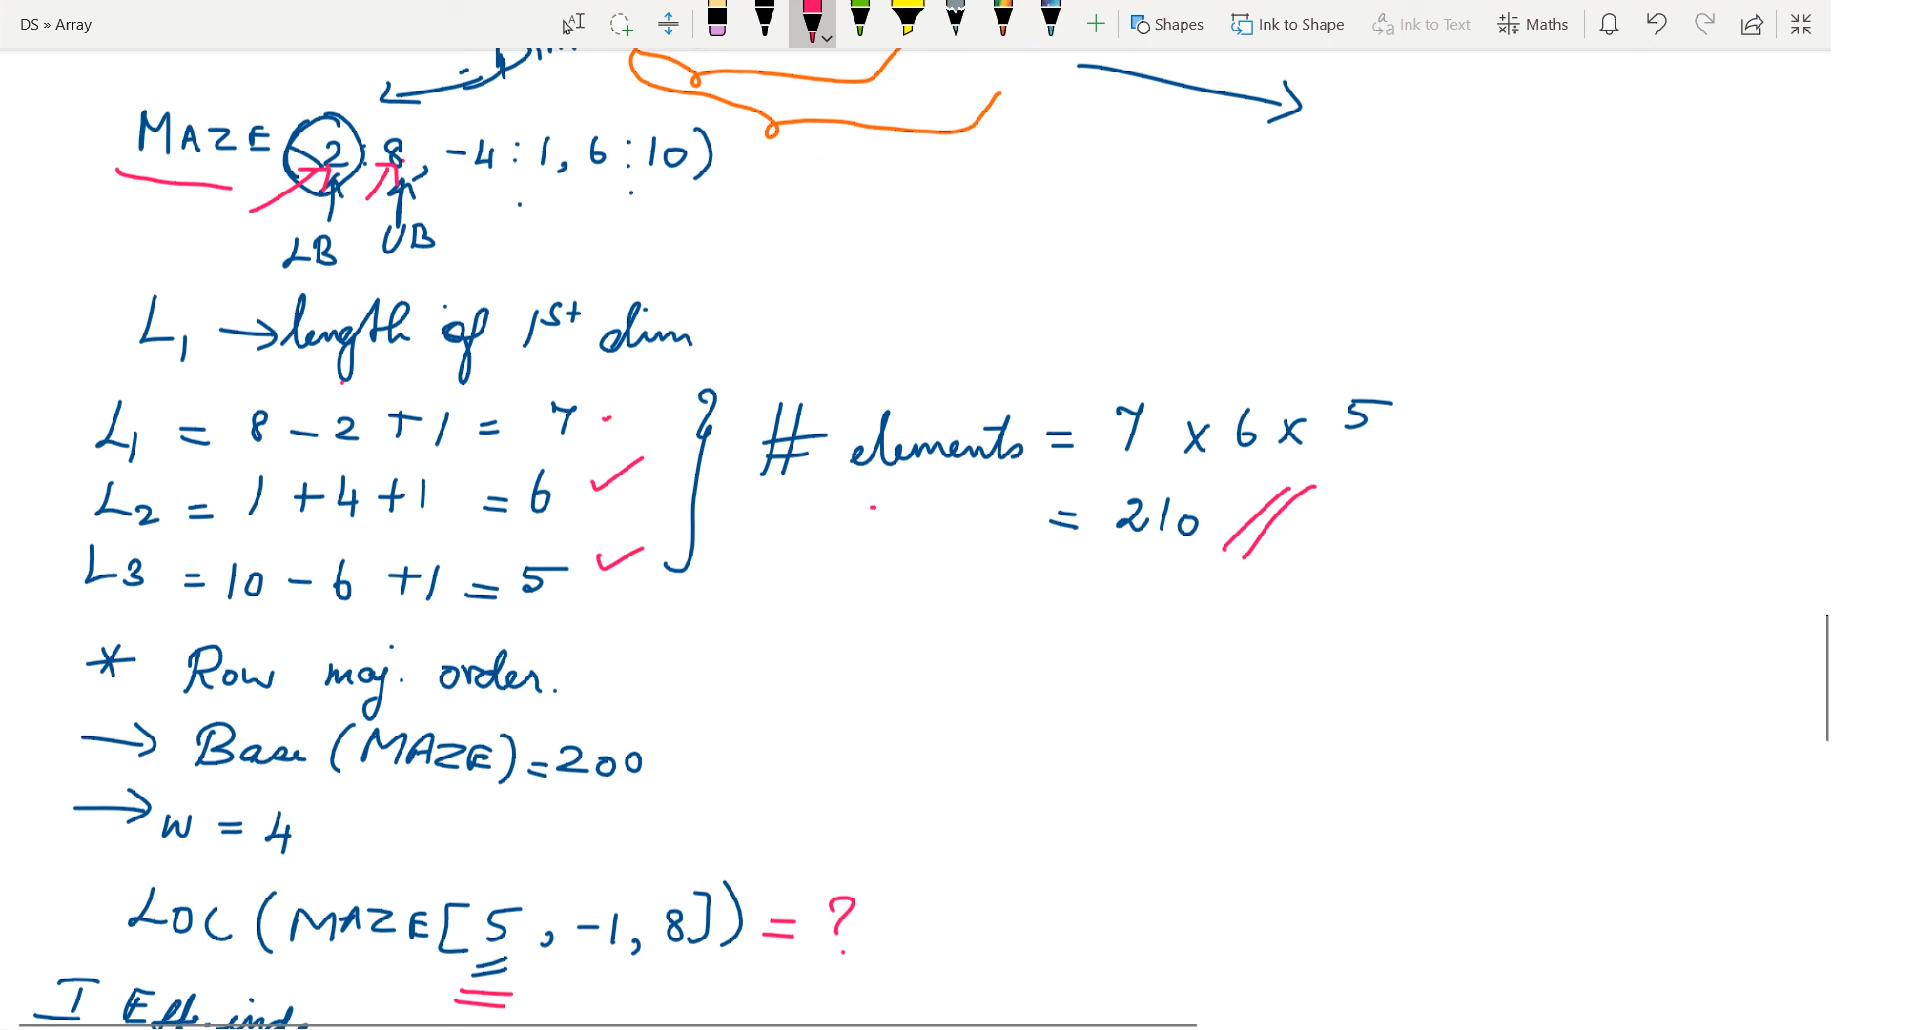 DS » Array
Shapes Ink to Shape Ink to Text Maths
MAZE (2 : 8, -4 : 1, 6 : 10)
LB UB
L1 → length of 1st dim
L1 = 8 - 2 + 1 = 7
L2 = 1 + 4 + 1 = 6
L3 = 10 - 6 + 1 = 5
# elements = 7 x 6 x 5
= 210
* Row maj. order.
→ Base (MAZE) = 200
→ w = 4
LOC (MAZE [5, -1, 8]) = ?
I Eff. ind